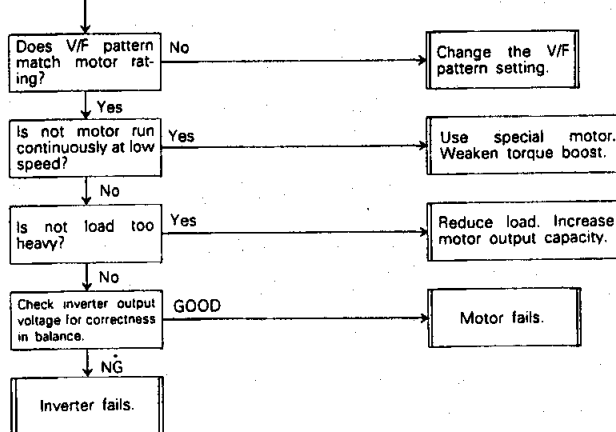 Does V/F pattern
match motor rat-
ing?
No
Change the V/F
pattern setting.
Yes
Is not motor run
continuously at low
speed?
Yes
Use special motor.
Weaken torque boost.
No
Is not load too
heavy?
Yes
Reduce load. Increase
motor output capacity.
No
Check inverter output
voltage for correctness
in balance.
GOOD
Motor fails.
NG
Inverter fails.